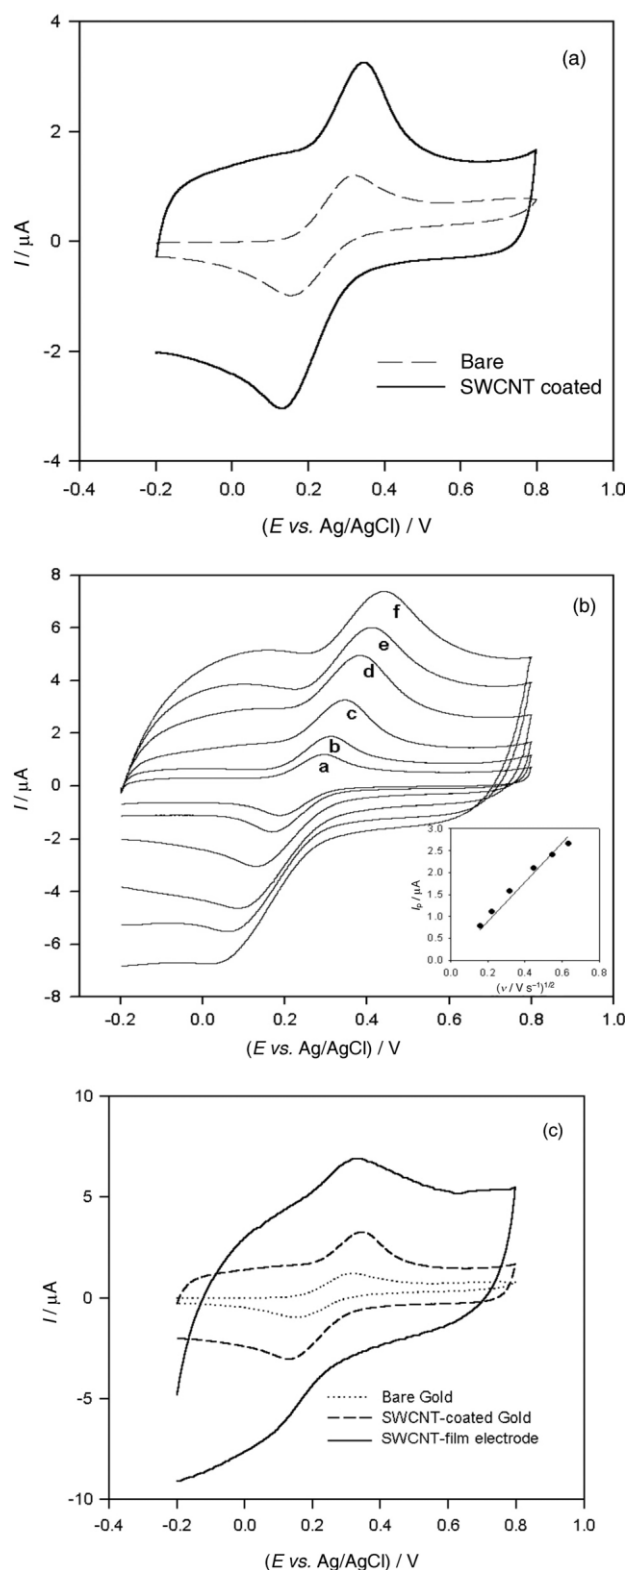 (a)
4
2
0
-2
-4
I / µA
Bare
SWCNT coated
-0.4 -0.2 0.0 0.2 0.4 0.6 0.8 1.0
(E vs. Ag/AgCl) / V
(b)
8
6
4
2
0
-2
-4
-6
-8
I / µA
f
e
d
c
b
a
3.0
2.5
2.0
1.5
1.0
0.5
0.0
Ip / µA
0.0 0.2 0.4 0.6 0.8
(ν / V s⁻¹)¹/²
-0.2 0.0 0.2 0.4 0.6 0.8 1.0
(E vs. Ag/AgCl) / V
(c)
10
5
0
-5
-10
I / µA
Bare Gold
SWCNT-coated Gold
SWCNT-film electrode
-0.4 -0.2 0.0 0.2 0.4 0.6 0.8 1.0
(E vs. Ag/AgCl) / V